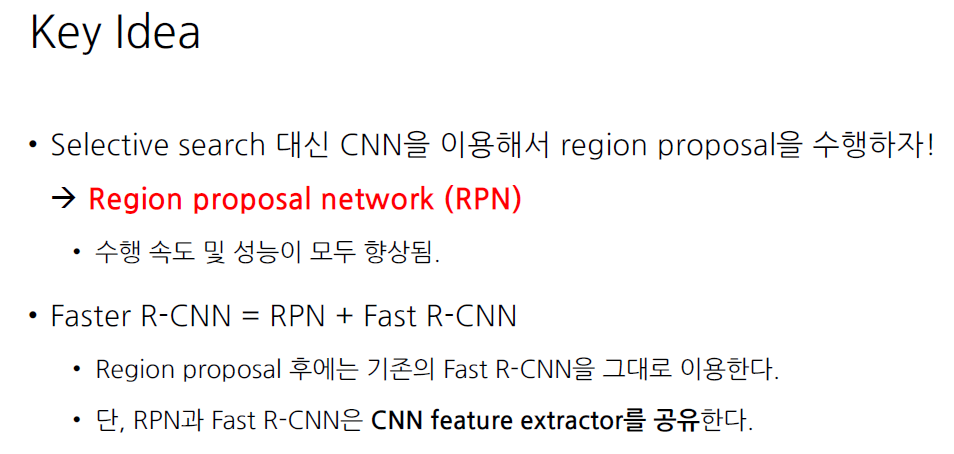 Key Idea
• Selective search 대신 CNN을 이용해서 region proposal을 수행하자!
→ Region proposal network (RPN)
• 수행 속도 및 성능이 모두 향상됨.
• Faster R-CNN = RPN + Fast R-CNN
• Region proposal 후에는 기존의 Fast R-CNN을 그대로 이용한다.
• 단, RPN과 Fast R-CNN은 CNN feature extractor를 공유한다.